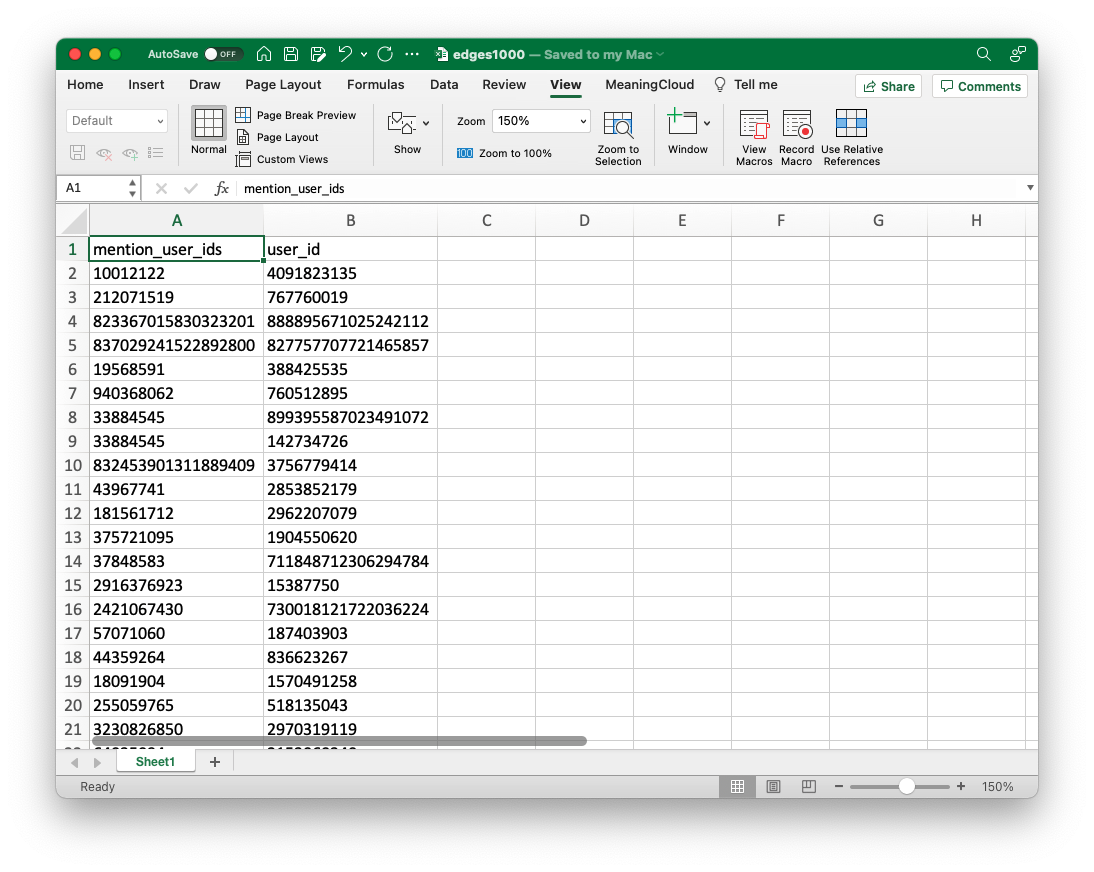 AutoSave OFF edges1000 — Saved to my Mac
Home Insert Draw Page Layout Formulas Data Review View MeaningCloud Tell me Share Comments
Default Normal Page Break Preview Page Layout Custom Views Show Zoom 150% 100 Zoom to 100% Zoom to Selection Window View Macros Record Macro Use Relative References
A1 fx mention_user_ids
A B C D E F G H
1 mention_user_ids user_id
2 10012122 4091823135
3 212071519 767760019
4 823367015830323201 888895671025242112
5 837029241522892800 827757707721465857
6 19568591 388425535
7 940368062 760512895
8 33884545 899395587023491072
9 33884545 142734726
10 832453901311889409 3756779414
11 43967741 2853852179
12 181561712 2962207079
13 375721095 1904550620
14 37848583 711848712306294784
15 2916376923 15387750
16 2421067430 730018121722036224
17 57071060 187403903
18 44359264 836623267
19 18091904 1570491258
20 255059765 518135043
21 3230826850 2970319119
Sheet1 +
Ready − + 150%